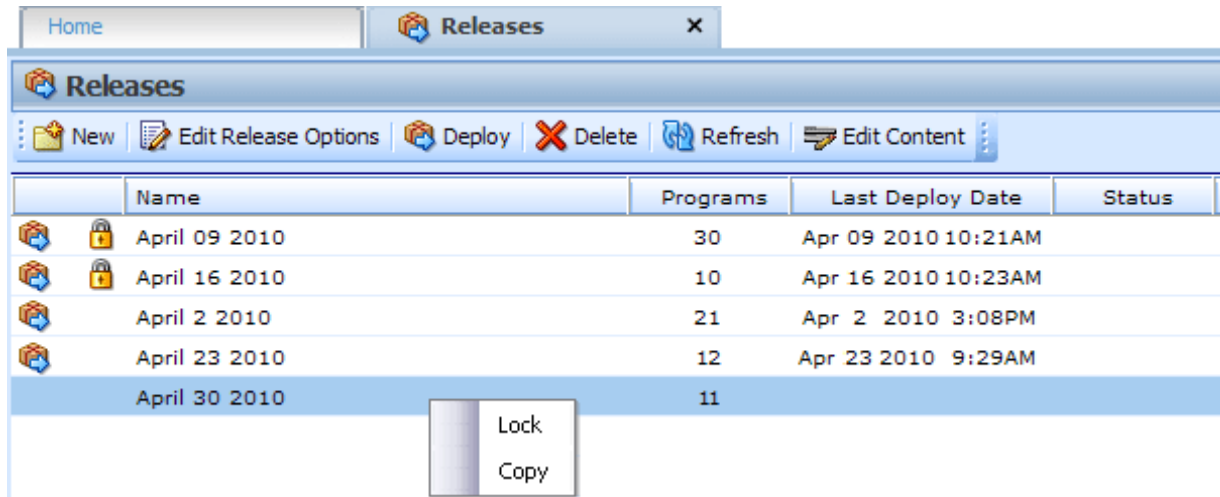 Home Releases
Releases
New Edit Release Options Deploy Delete Refresh Edit Content
Name Programs Last Deploy Date Status
April 09 2010 30 Apr 09 2010 10:21AM
April 16 2010 10 Apr 16 2010 10:23AM
April 2 2010 21 Apr 2 2010 3:08PM
April 23 2010 12 Apr 23 2010 9:29AM
April 30 2010 11
Lock
Copy